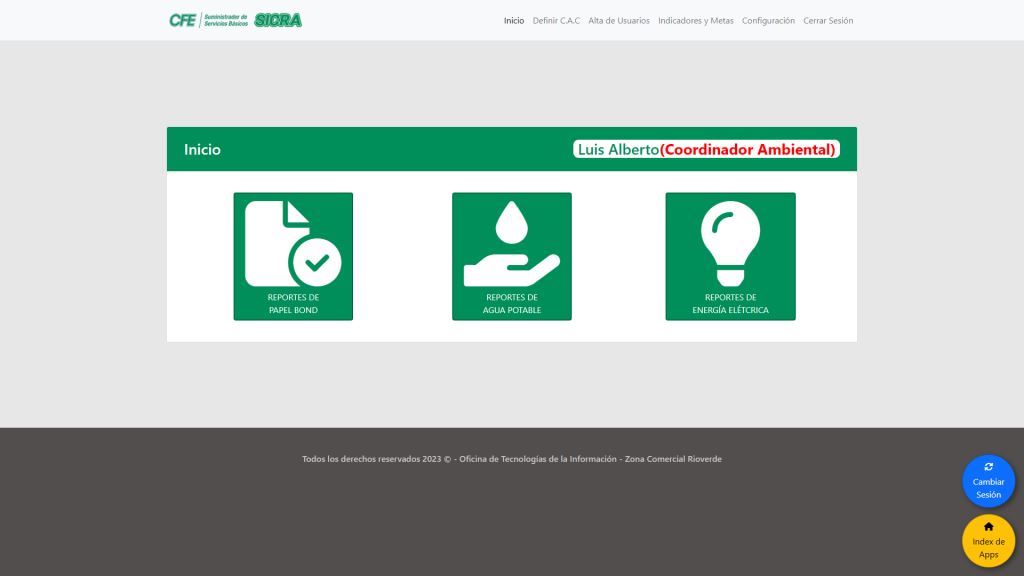 CFE Suministrador de Servicios Básicos SICRA
Inicio Definir C.A.C Alta de Usuarios Indicadores y Metas Configuración Cerrar Sesión
Inicio
Luis Alberto(Coordinador Ambiental)
REPORTES DE
PAPEL BOND
REPORTES DE
AGUA POTABLE
REPORTES DE
ENERGÍA ELÉTCRICA
Todos los derechos reservados 2023 © - Oficina de Tecnologías de la Información - Zona Comercial Rioverde
Cambiar
Sesión
Index de
Apps